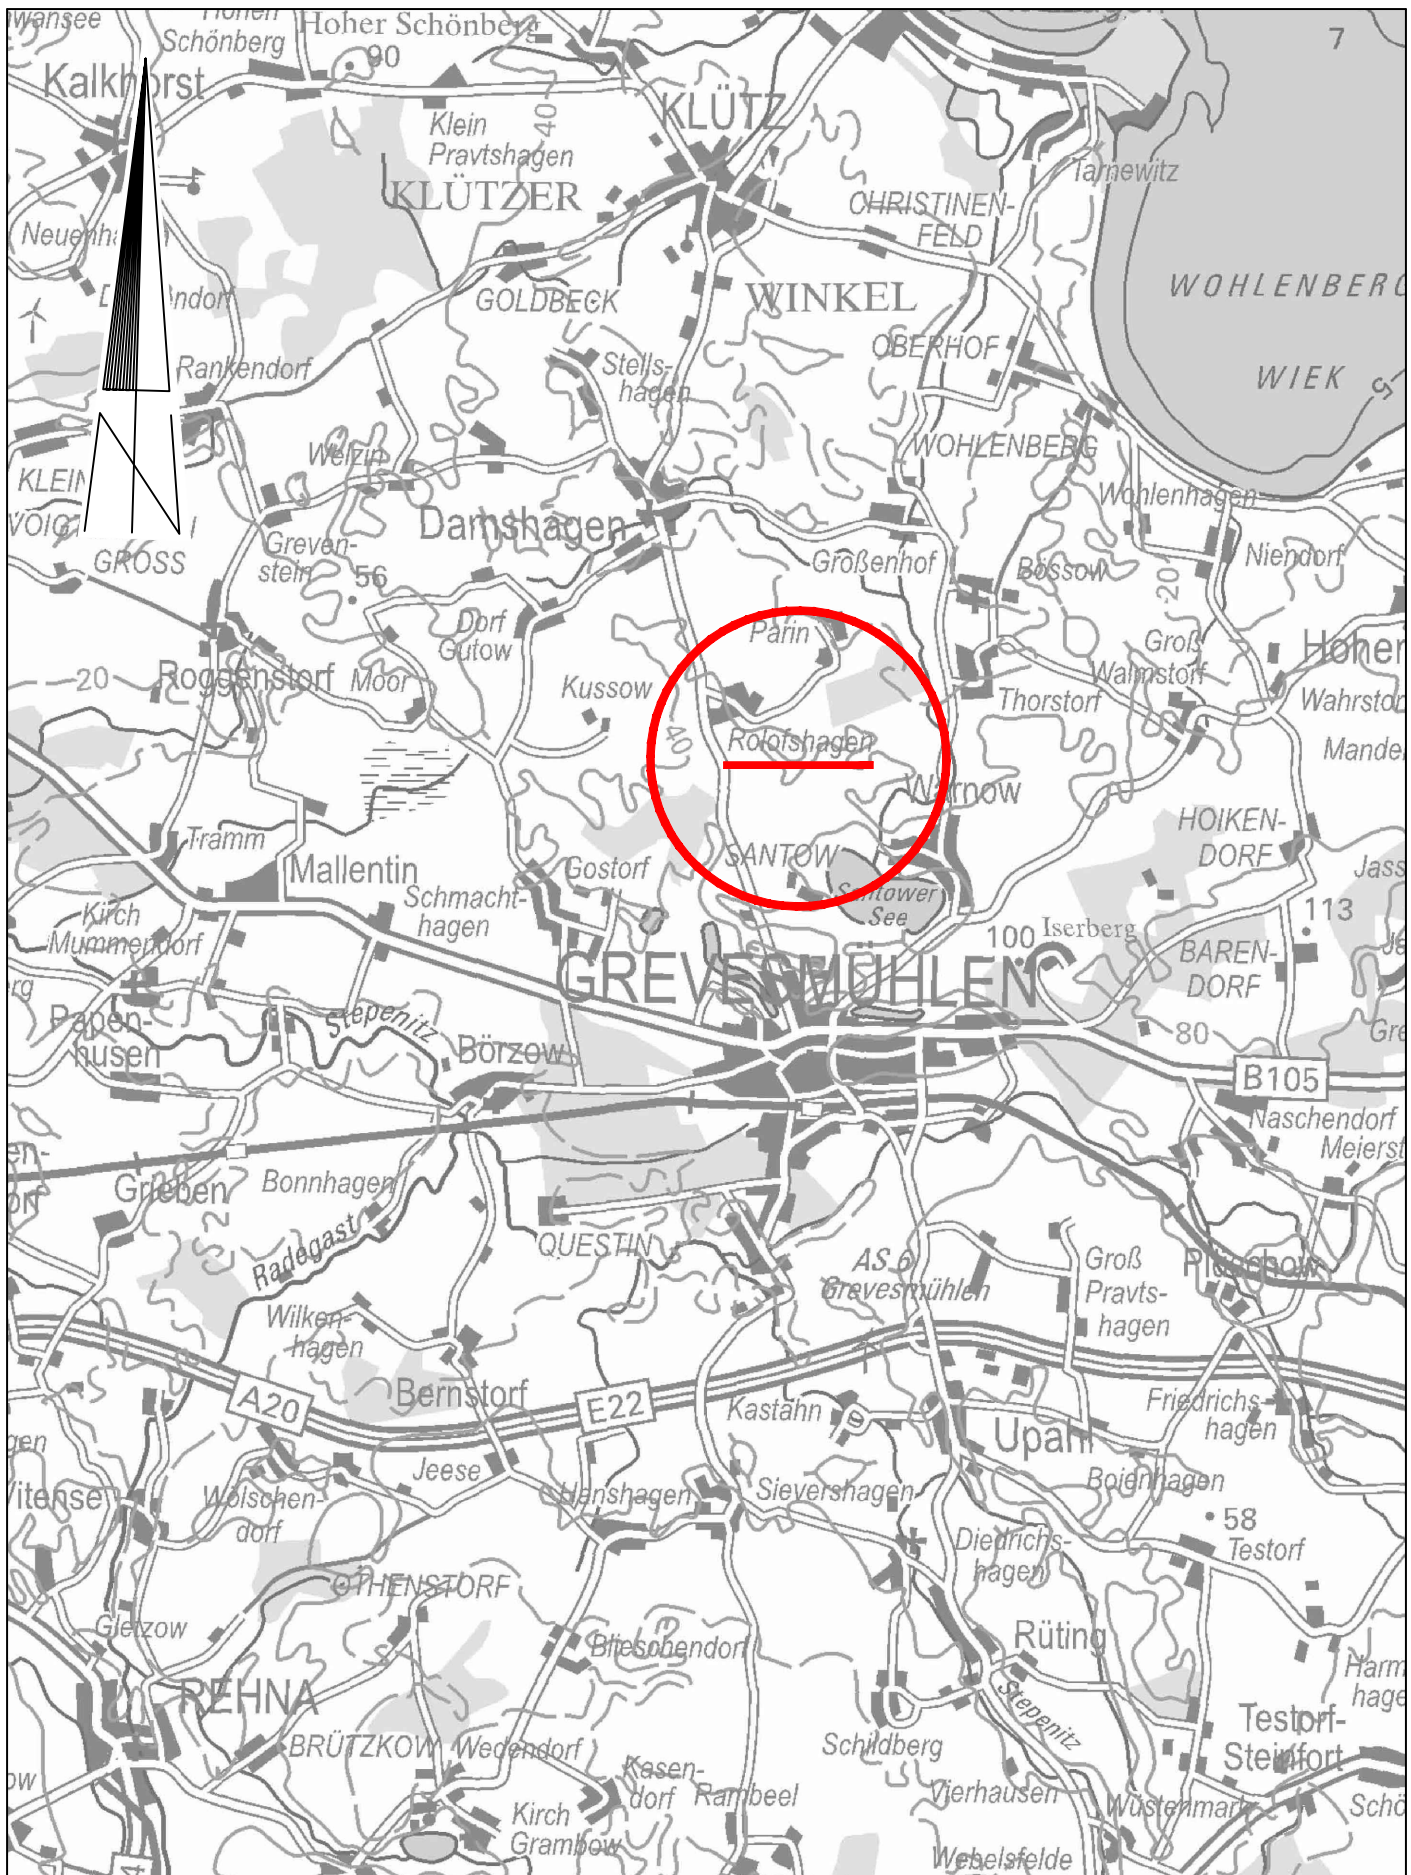 Schönberg
Hoher Schönberg
90
7
Kalkhorst
Klein
Pravtshagen
40
KLÜTZ
Tarnewitz
KLÜTZER
CHRISTINEN-
FELD
GOLDBECK
WINKEL
WOHLENBERG
WIEK
5
OBERHOF
Rankendorf
Stells-
hagen
Welzin
WOHLENBERG
KLEIN
Wohlenhagen
Damshagen
GROSS
Greven-
stein
56
Großenhof
Bössow
20
Niendorf
Dorf
Gutow
Parin
Groß
Walmstorf
Roggenstorf
20
Moor
Kussow
Thorstorf
40
Rolofshagen
Warnow
HOIKEN-
DORF
Tramm
Mallentin
Gostorf
SANTOW
Santower
See
Schmacht-
hagen
Kirch
Mummendorf
113
100
Iserberg
BAREN-
DORF
GREVESMÜHLEN
Papen-
husen
Stepenitz
Börzow
80
B105
Naschendorf
Grieben
Bonnhagen
Radegast
QUESTIN
AS 6
Grevesmühlen
Groß
Pravts-
hagen
Plüschow
Wilken-
hagen
A20
Bernstorf
E22
Kastahn
Friedrichs-
hagen
Upahl
Jeese
Boienhagen
Wölschen-
dorf
Hanshagen
Sievershagen
58
Testorf
Diedrichs-
hagen
OTHENSTORF
Gletzow
Blieschendorf
Rüting
REHNA
Stepenitz
Testorf-
Steinfort
BRÜTZKOW
Wedendorf
Schildberg
Kasen-
dorf
Rambeel
Vierhausen
Wüstenmark
Kirch
Grambow
Webelsfelde